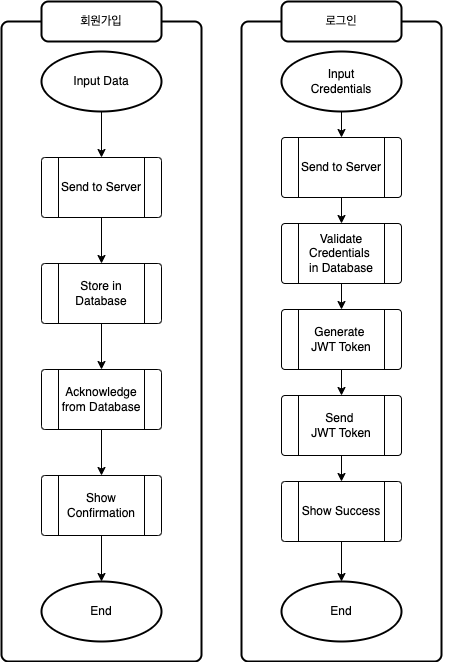 회원가입
Input Data
Send to Server
Store in
Database
Acknowledge
from Database
Show
Confirmation
End
로그인
Input
Credentials
Send to Server
Validate
Credentials
in Database
Generate
JWT Token
Send
JWT Token
Show Success
End